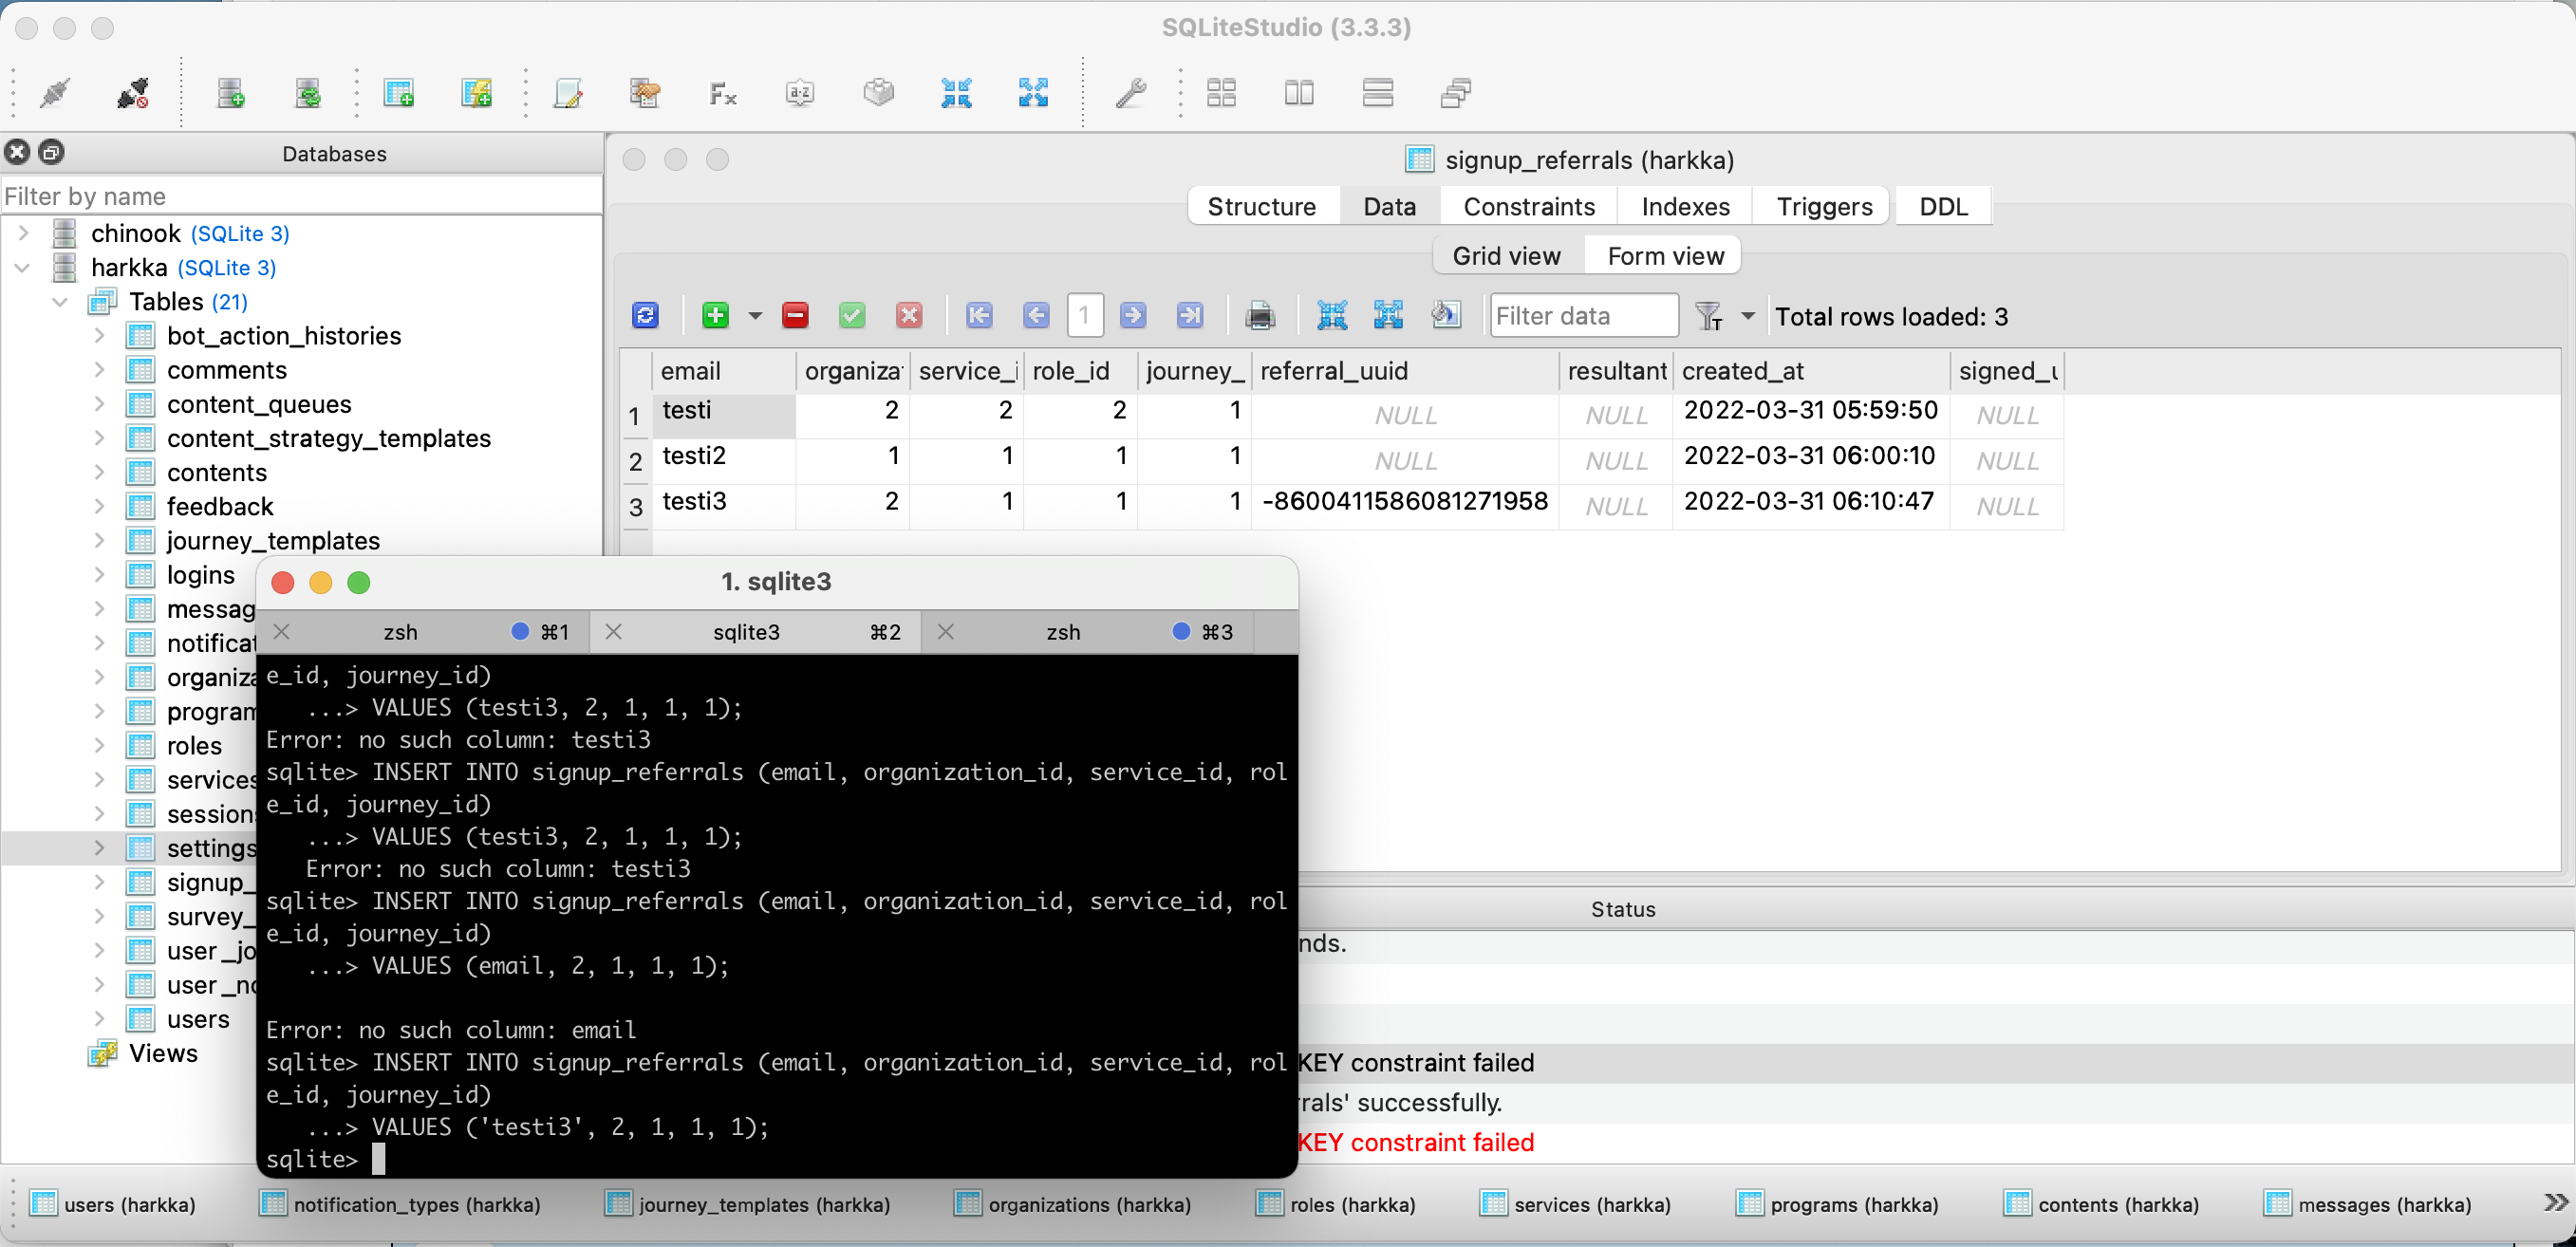 SQLiteStudio (3.3.3)
Databases
Filter by name
chinook (SQLite 3)
harkka (SQLite 3)
Tables (21)
bot_action_histories
comments
content_queues
content_strategy_templates
contents
feedback
journey_templates
logins
messag
notificat
organiza
program
roles
services
sessions
settings
signup_
survey_
user_jo
user_no
users
Views
signup_referrals (harkka)
Structure Data Constraints Indexes Triggers DDL
Grid view Form view
1 Filter data Total rows loaded: 3
email organizat service_i role_id journey_ referral_uuid resultant created_at signed_u
1 testi 2 2 2 1 NULL NULL 2022-03-31 05:59:50 NULL
2 testi2 1 1 1 1 NULL NULL 2022-03-31 06:00:10 NULL
3 testi3 2 1 1 1 -8600411586081271958 NULL 2022-03-31 06:10:47 NULL
1. sqlite3
zsh ⌘1 sqlite3 ⌘2 zsh ⌘3
e_id, journey_id)
...> VALUES (testi3, 2, 1, 1, 1);
Error: no such column: testi3
sqlite> INSERT INTO signup_referrals (email, organization_id, service_id, rol
e_id, journey_id)
...> VALUES (testi3, 2, 1, 1, 1);
Error: no such column: testi3
sqlite> INSERT INTO signup_referrals (email, organization_id, service_id, rol
e_id, journey_id)
...> VALUES (email, 2, 1, 1, 1);
Error: no such column: email
sqlite> INSERT INTO signup_referrals (email, organization_id, service_id, rol
e_id, journey_id)
...> VALUES ('testi3', 2, 1, 1, 1);
sqlite>
Status
nds.
KEY constraint failed
rrals' successfully.
KEY constraint failed
users (harkka) notification_types (harkka) journey_templates (harkka) organizations (harkka) roles (harkka) services (harkka) programs (harkka) contents (harkka) messages (harkka) »